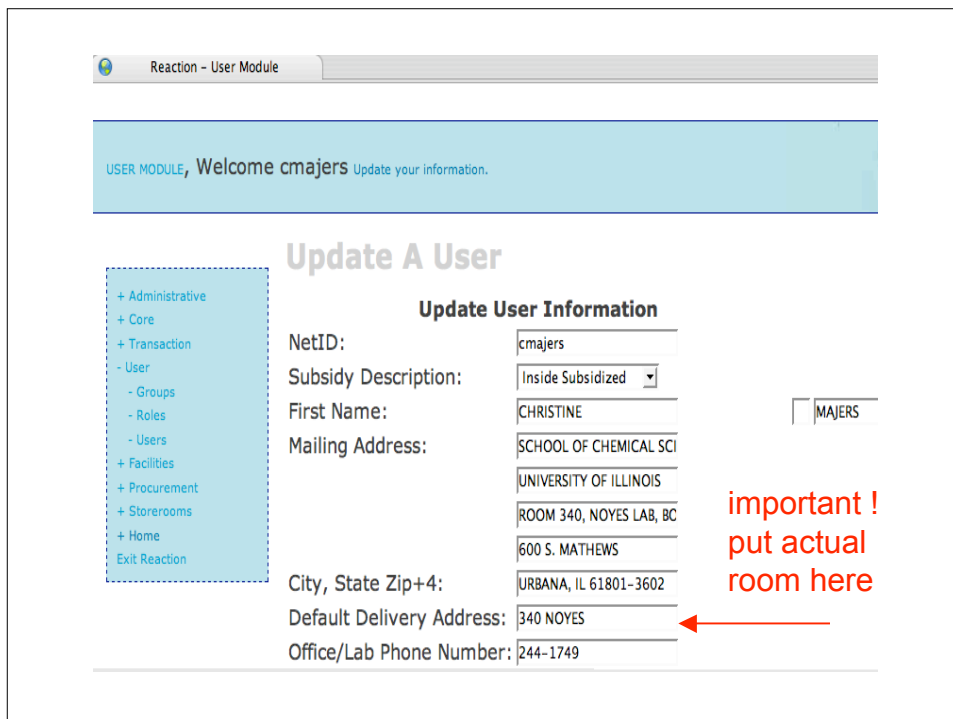 Reaction – User Module
USER MODULE, Welcome cmajers Update your information.
Update A User
+ Administrative
+ Core
+ Transaction
- User
- Groups
- Roles
- Users
+ Facilities
+ Procurement
+ Storerooms
+ Home
Exit Reaction
Update User Information
NetID: cmajers
Subsidy Description: Inside Subsidized
First Name: CHRISTINE MAJERS
Mailing Address: SCHOOL OF CHEMICAL SCI
UNIVERSITY OF ILLINOIS
ROOM 340, NOYES LAB, BO
600 S. MATHEWS
City, State Zip+4: URBANA, IL 61801-3602
Default Delivery Address: 340 NOYES
Office/Lab Phone Number: 244-1749
important !
put actual
room here